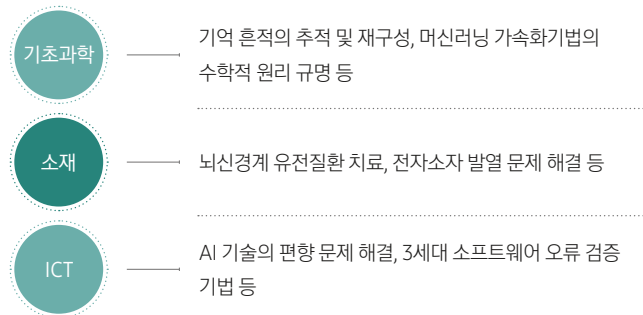 기초과학
기억 흔적의 추적 및 재구성, 머신러닝 가속화기법의
수학적 원리 규명 등
소재
뇌신경계 유전질환 치료, 전자소자 발열 문제 해결 등
ICT
AI 기술의 편향 문제 해결, 3세대 소프트웨어 오류 검증
기법 등